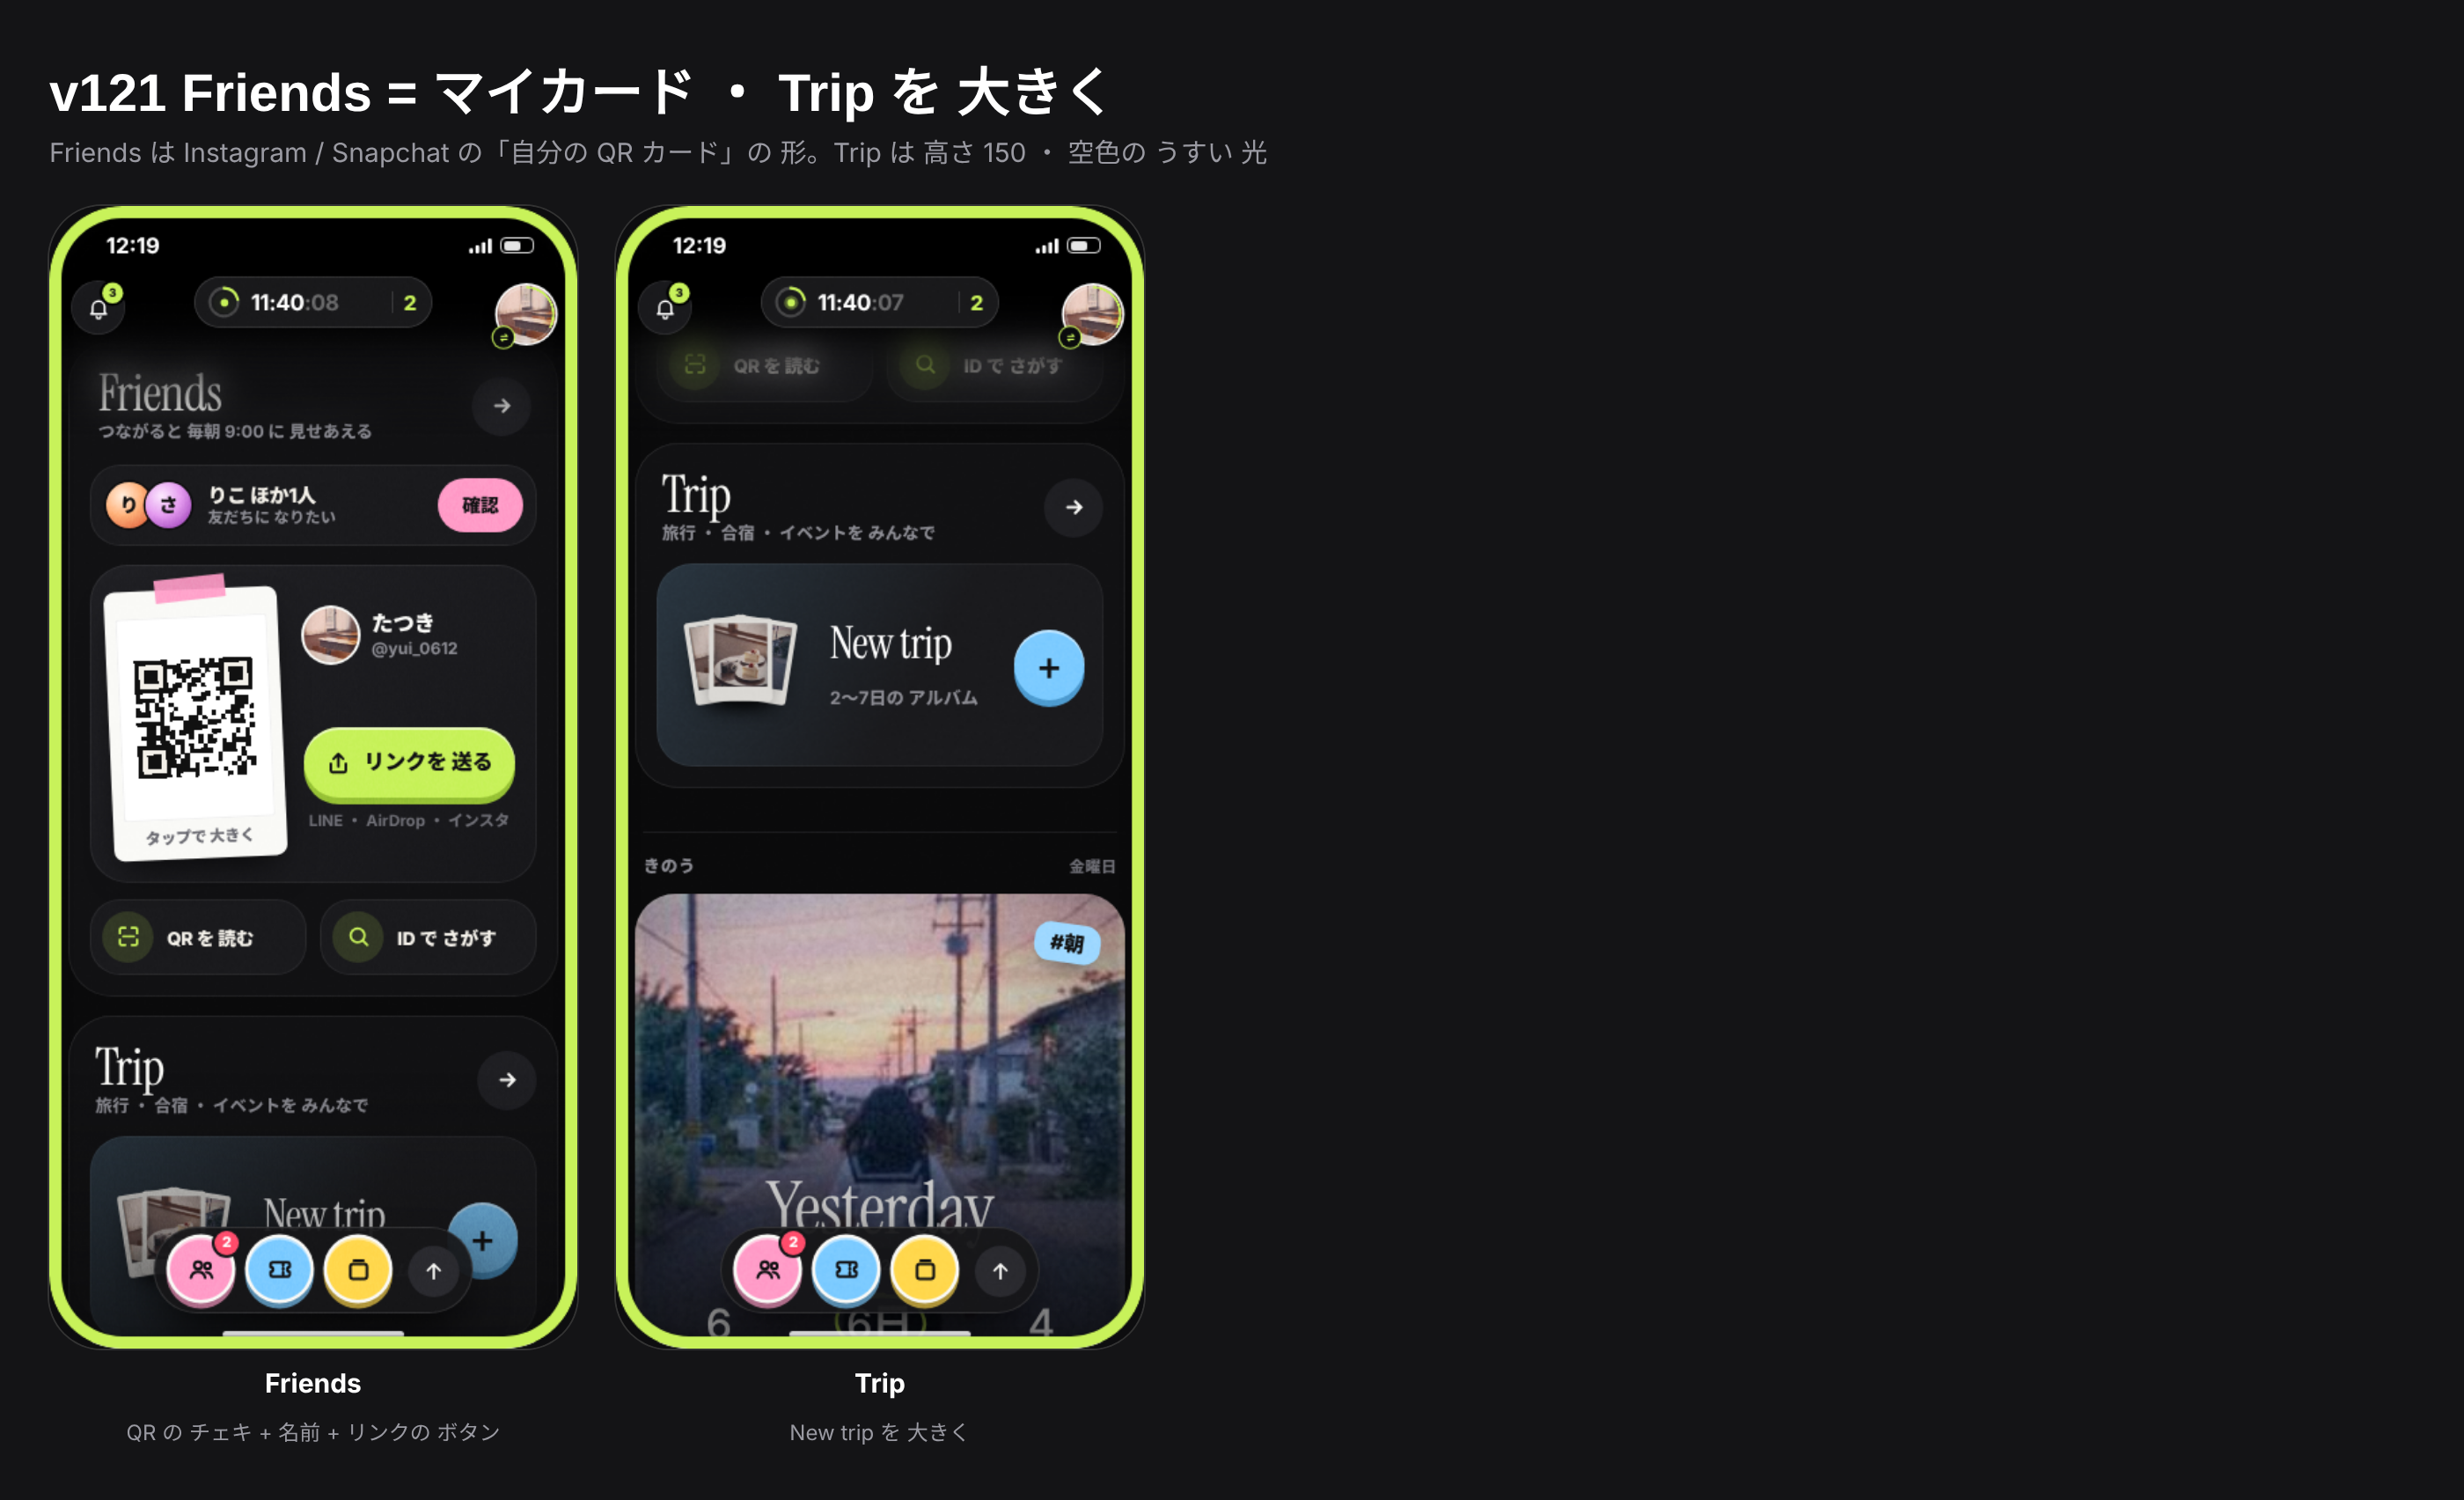 v121 Friends = マイカード ・ Trip を 大きく
Friends は Instagram / Snapchat の「自分の QR カード」の 形。Trip は 高さ 150 ・ 空色の うすい 光
12:19
3
11:40:08
2
Friends
つながると 毎朝 9:00 に 見せあえる
り
さ
りこ ほか1人
友だちに なりたい
確認
たつき
@yui_0612
リンクを 送る
LINE ・ AirDrop ・ インスタ
タップで 大きく
QR を 読む
ID で さがす
Trip
旅行 ・ 合宿 ・ イベントを みんなで
New trip
2
Friends
QR の チェキ + 名前 + リンクの ボタン
12:19
3
11:40:07
2
QR を 読む
ID で さがす
Trip
旅行 ・ 合宿 ・ イベントを みんなで
New trip
2〜7日の アルバム
きのう
金曜日
#朝
Yesterday
2
6
6日
4
Trip
New trip を 大きく